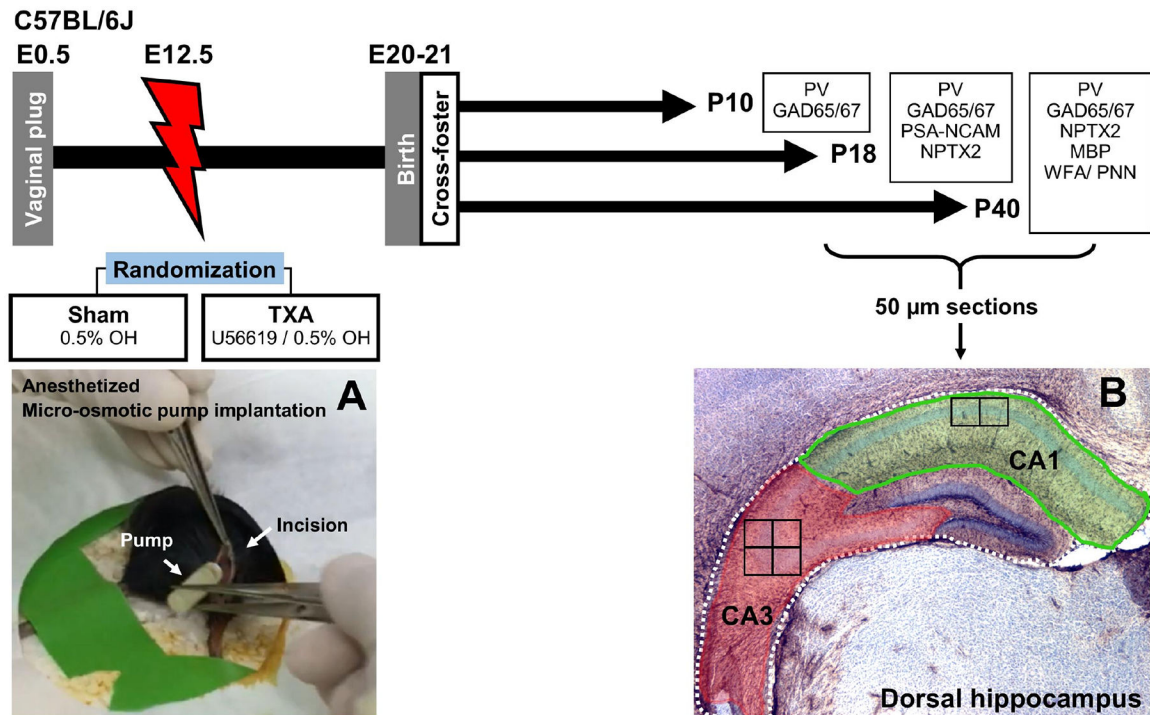 C57BL/6J
E0.5
E12.5
E20-21
Vaginal plug
Birth
Cross-foster
P10
PV
GAD65/67
P18
PV
GAD65/67
PSA-NCAM
NPTX2
P40
PV
GAD65/67
NPTX2
MBP
WFA/ PNN
Randomization
Sham
0.5% OH
TXA
U56619 / 0.5% OH
50 µm sections
Anesthetized
Micro-osmotic pump implantation
A
Incision
Pump
B
CA1
CA3
Dorsal hippocampus